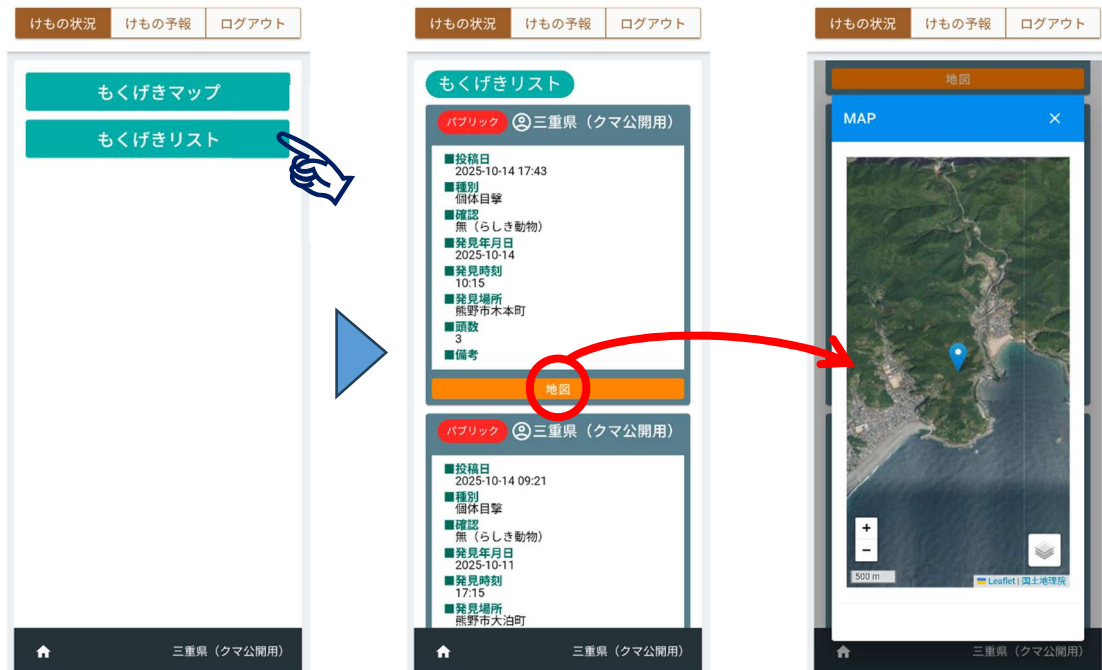 けもの状況 けもの予報 ログアウト
もくげきマップ
もくげきリスト
三重県（クマ公開用）
けもの状況 けもの予報 ログアウト
もくげきリスト
パブリック 三重県（クマ公開用）
■投稿日
2025-10-14 17:43
■種別
個体目撃
■確認
無（らしき動物）
■発見年月日
2025-10-14
■発見時刻
10:15
■発見場所
熊野市木本町
■頭数
3
■備考
地図
パブリック 三重県（クマ公開用）
■投稿日
2025-10-14 09:21
■種別
個体目撃
■確認
無（らしき動物）
■発見年月日
2025-10-11
■発見時刻
17:15
■発見場所
熊野市大泊町
三重県（クマ公開用）
けもの状況 けもの予報 ログアウト
地図
MAP ×
+
−
500 m
Leaflet | 国土地理院
三重県（クマ公開用）